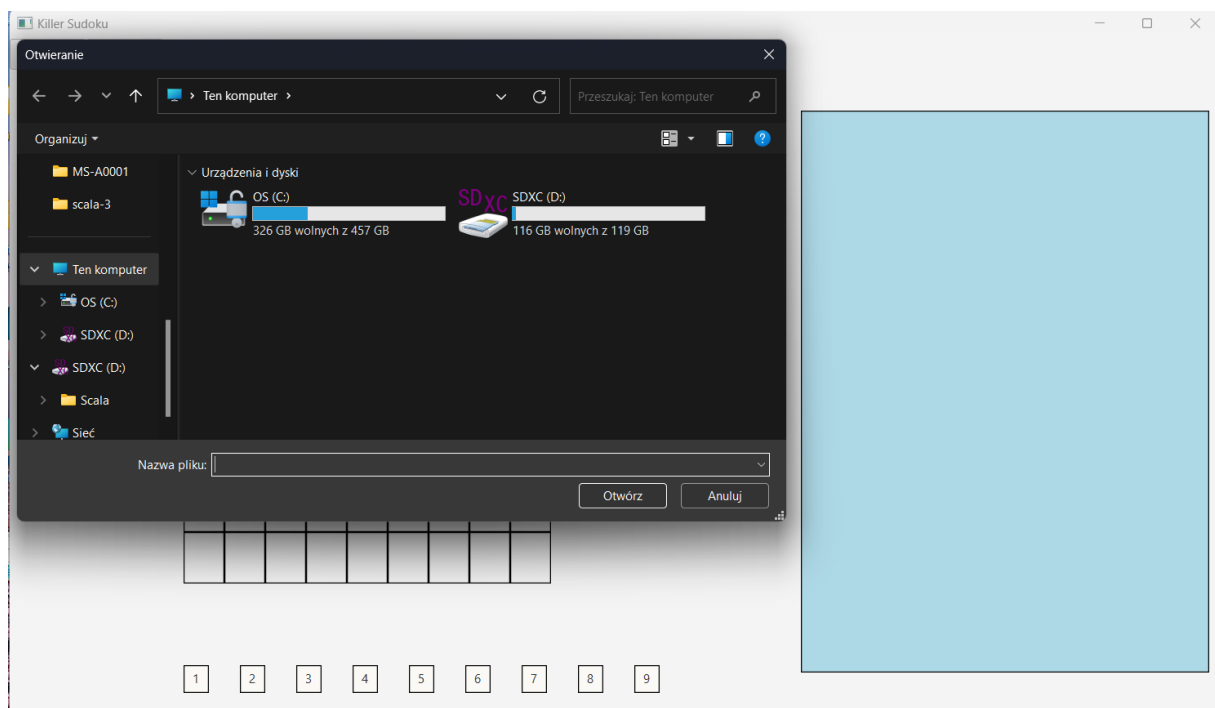 Killer Sudoku
Otwieranie
Ten komputer
Przeszukaj: Ten komputer
Organizuj
MS-A0001
scala-3
Ten komputer
OS (C:)
SDXC (D:)
SDXC (D:)
Scala
Sieć
Urządzenia i dyski
OS (C:)
326 GB wolnych z 457 GB
SDXC
SDXC (D:)
116 GB wolnych z 119 GB
Nazwa pliku:
Otwórz Anuluj
1 2 3 4 5 6 7 8 9